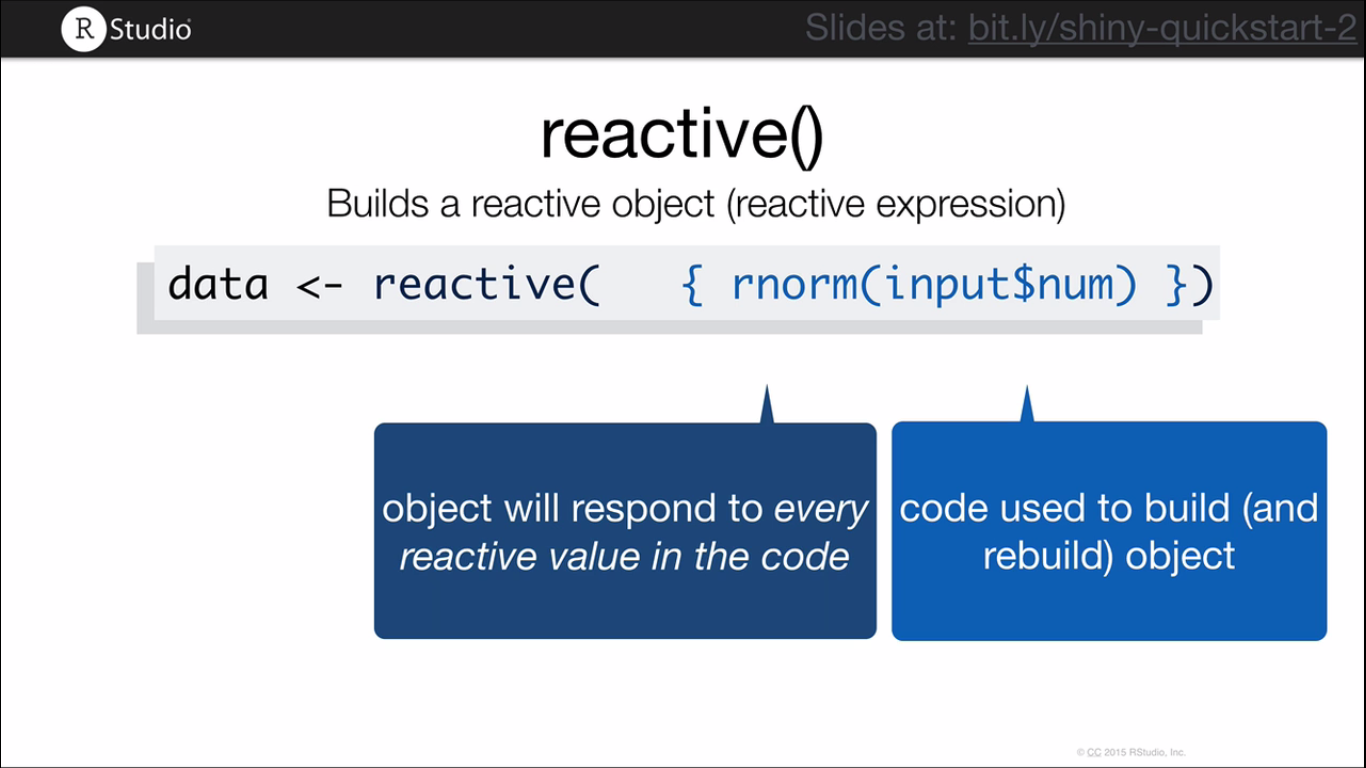 R Studio
Slides at: bit.ly/shiny-quickstart-2
reactive()
Builds a reactive object (reactive expression)
data <- reactive(   { rnorm(input$num) })
object will respond to every
reactive value in the code
code used to build (and
rebuild) object
© CC 2015 RStudio, Inc.